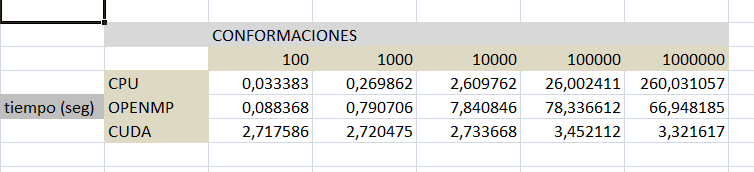 CONFORMACIONES
100 1000 10000 100000 1000000
CPU 0,033383 0,269862 2,609762 26,002411 260,031057
tiempo (seg) OPENMP 0,088368 0,790706 7,840846 78,336612 66,948185
CUDA 2,717586 2,720475 2,733668 3,452112 3,321617